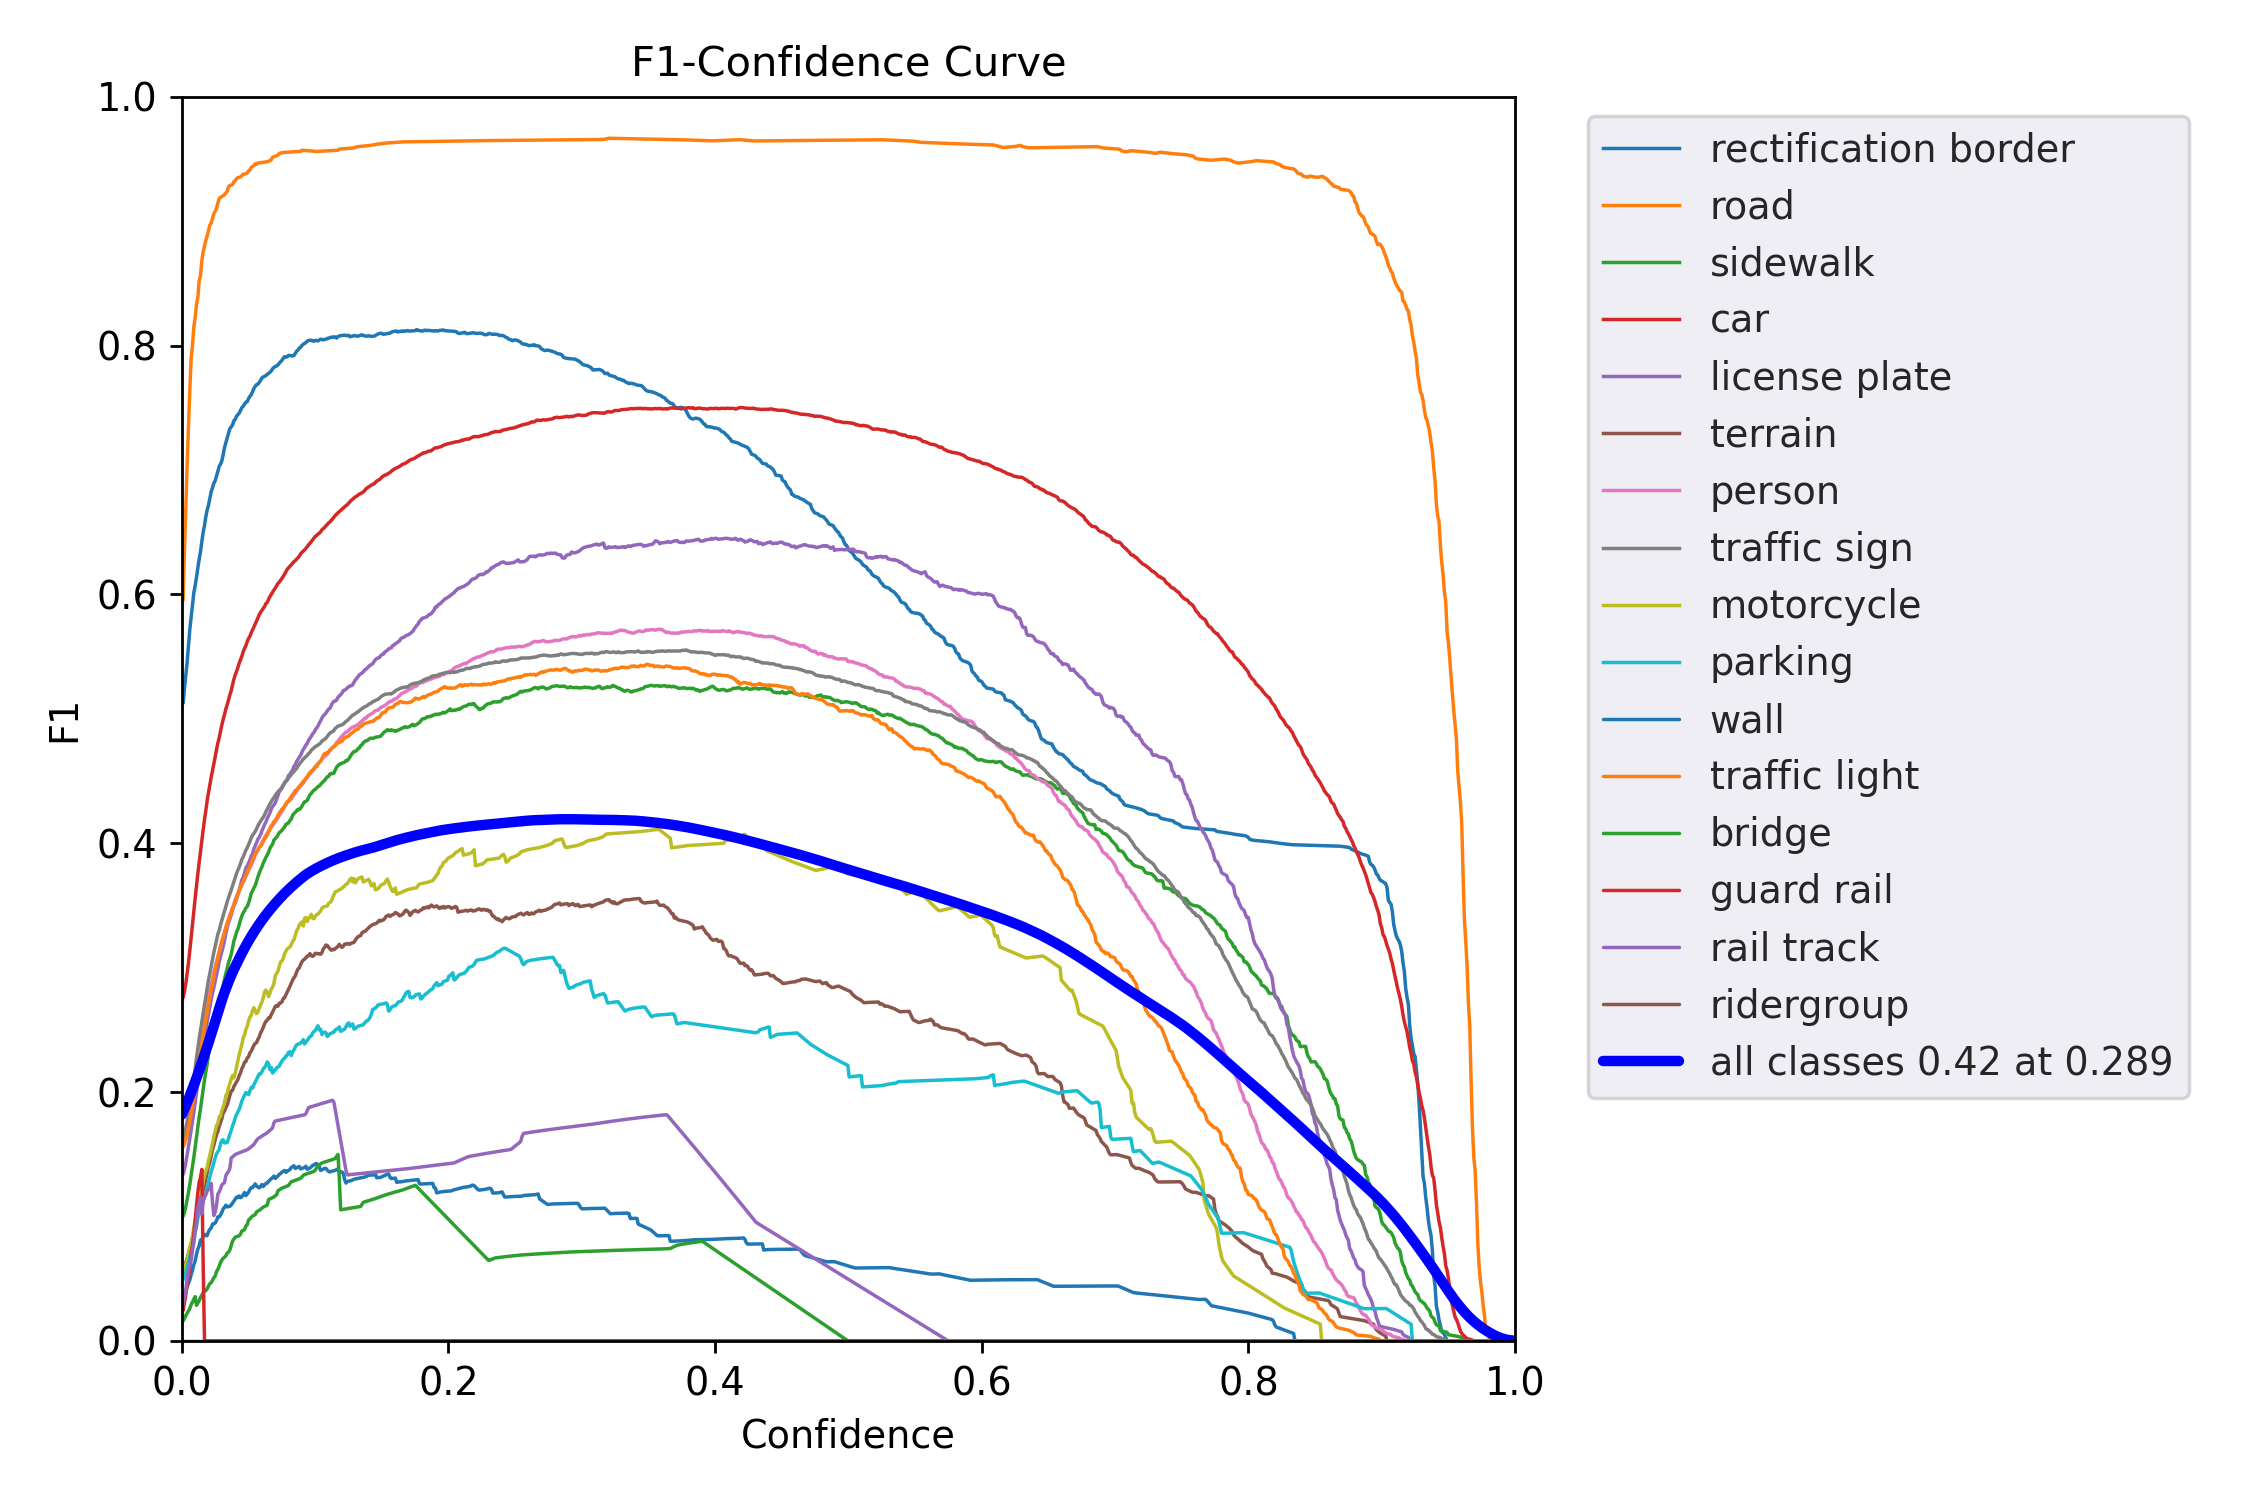 F1-Confidence Curve
1.0
0.8
0.6
0.4
0.2
0.0
F1
0.0 0.2 0.4 0.6 0.8 1.0
Confidence
rectification border
road
sidewalk
car
license plate
terrain
person
traffic sign
motorcycle
parking
wall
traffic light
bridge
guard rail
rail track
ridergroup
all classes 0.42 at 0.289